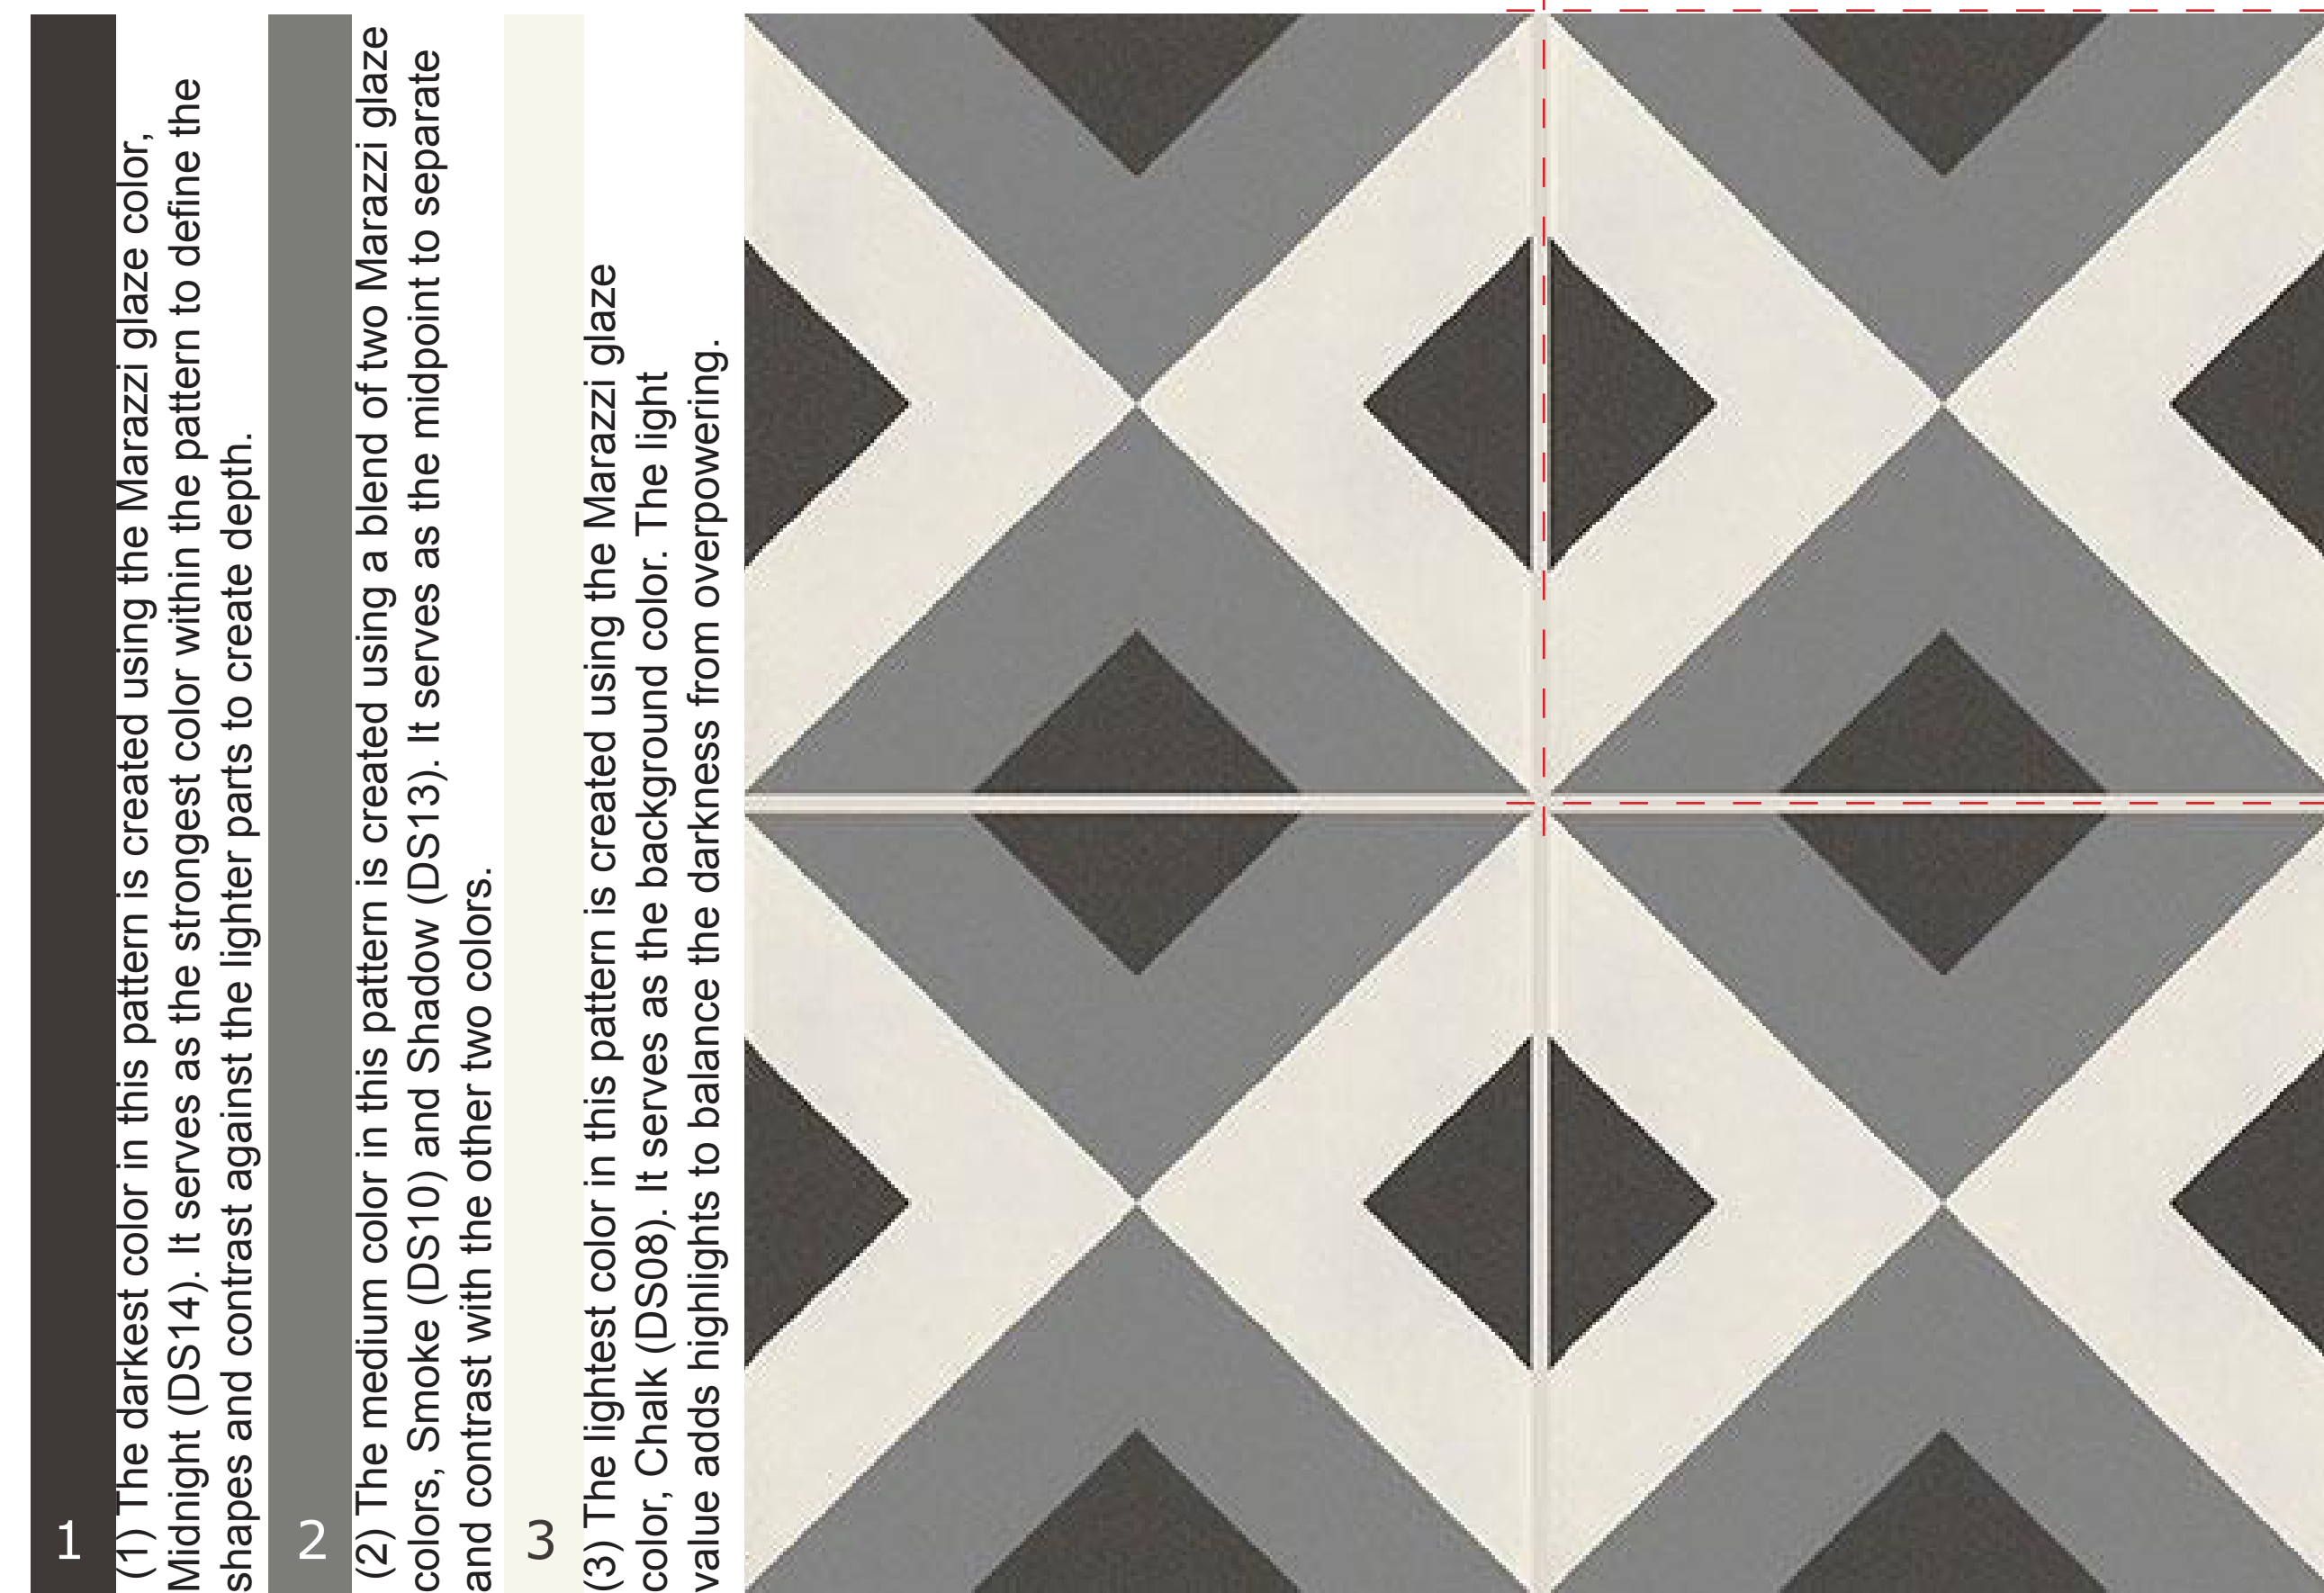 1
(1) The darkest color in this pattern is created using the Marazzi glaze color,
Midnight (DS14). It serves as the strongest color within the pattern to define the
shapes and contrast against the lighter parts to create depth.
2
(2) The medium color in this pattern is created using a blend of two Marazzi glaze
colors, Smoke (DS10) and Shadow (DS13). It serves as the midpoint to separate
and contrast with the other two colors.
3
(3) The lightest color in this pattern is created using the Marazzi glaze
color, Chalk (DS08). It serves as the background color. The light
value adds highlights to balance the darkness from overpowering.